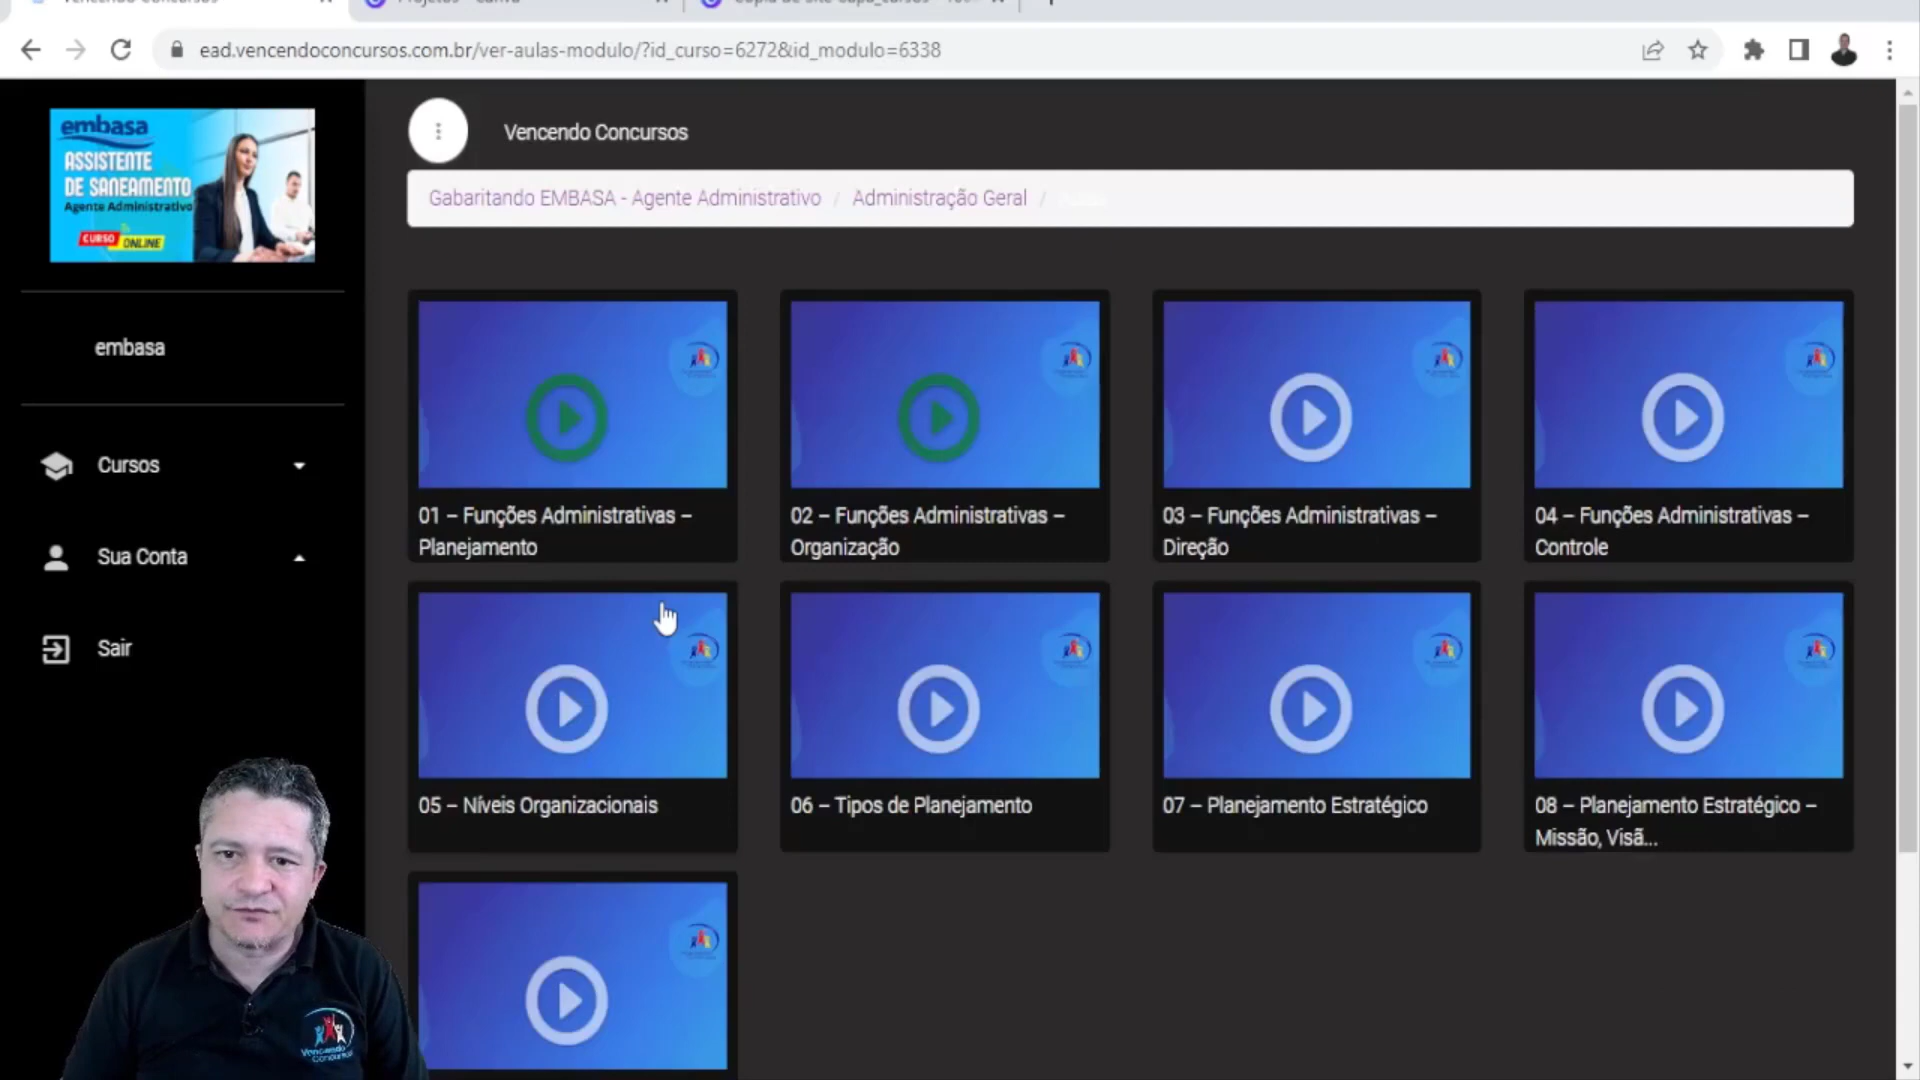 ead.vencendoconcursos.com.br/ver-aulas-modulo/?id_curso=6272&id_modulo=6338
embasa
ASSISTENTE
DE SANEAMENTO
Agente Administrativo
CURSO
ONLINE
Vencendo Concursos
Gabaritando EMBASA - Agente Administrativo / Administração Geral /
embasa
Cursos
Sua Conta
Sair
01 – Funções Administrativas –
Planejamento
02 – Funções Administrativas –
Organização
03 – Funções Administrativas –
Direção
04 – Funções Administrativas –
Controle
05 – Níveis Organizacionais
06 – Tipos de Planejamento
07 – Planejamento Estratégico
08 – Planejamento Estratégico –
Missão, Visã...
Vencendo
Concursos